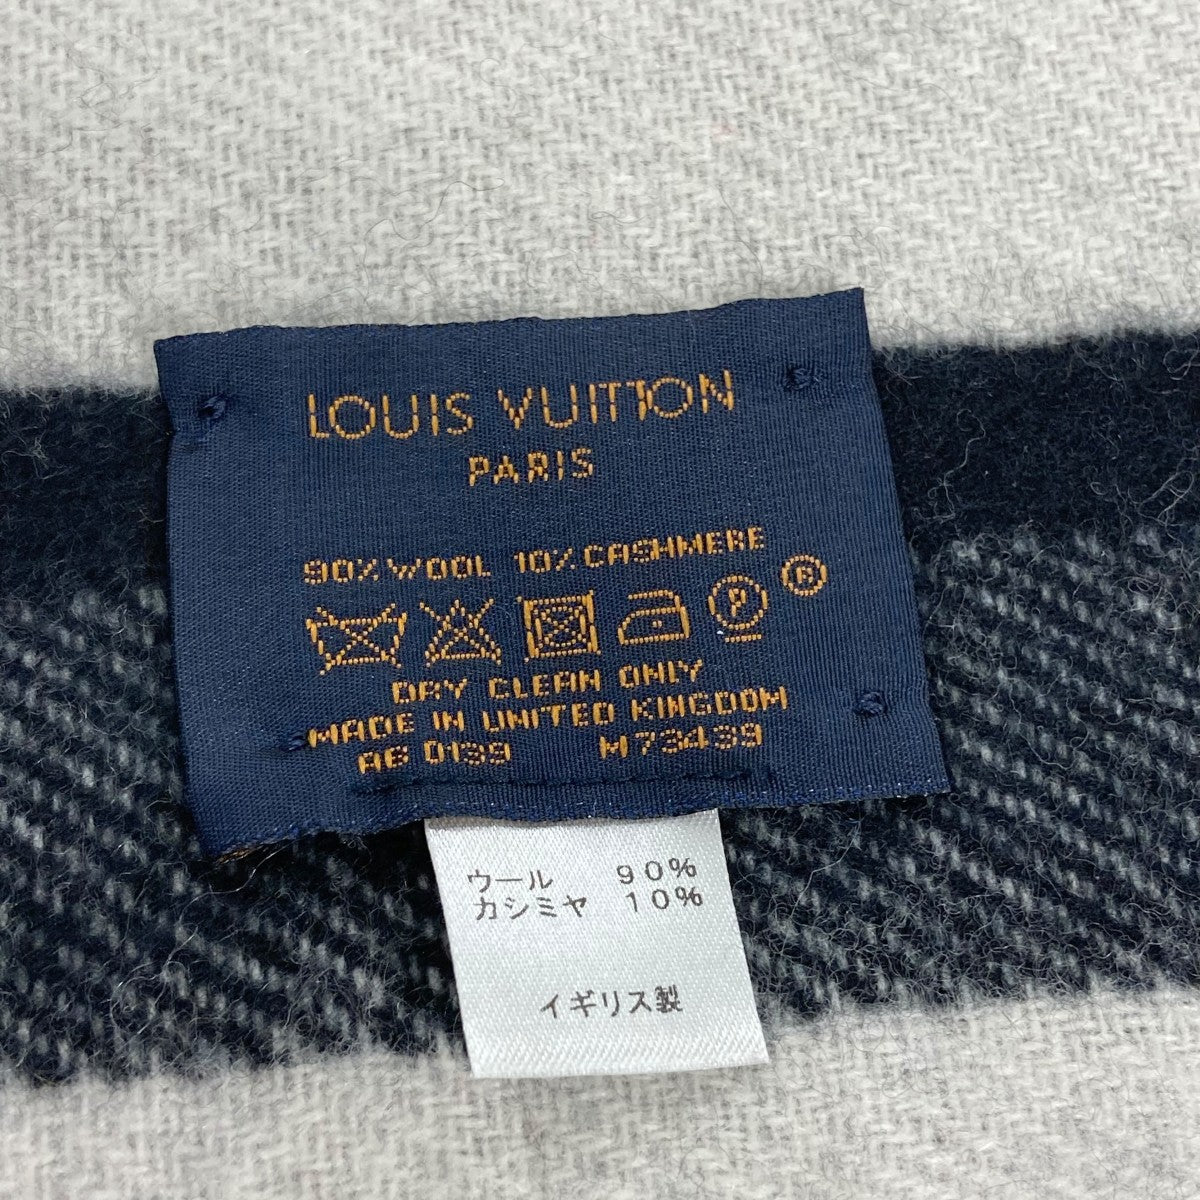 LOUIS VUITTON
PARIS
90% WOOL 10% CASHMERE
P ®
DRY CLEAN ONLY
MADE IN UNITED KINGDOM
AB 0139 M73439
ウール 90%
カシミヤ 10%
イギリス製